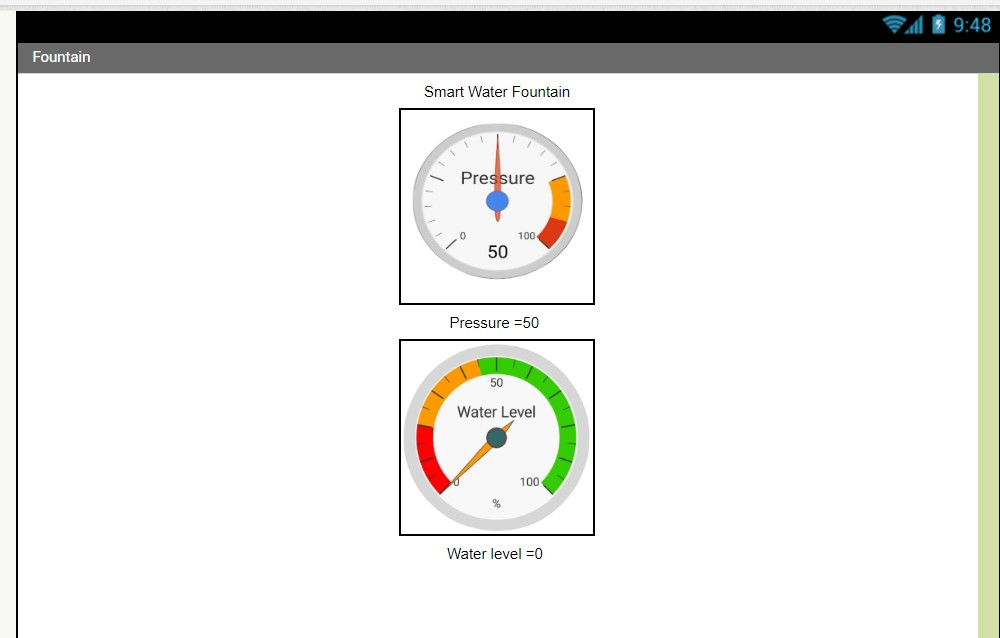 9:48
Fountain
Smart Water Fountain
Pressure
0 100
50
Pressure =50
50
Water Level
0 100
%
Water level =0